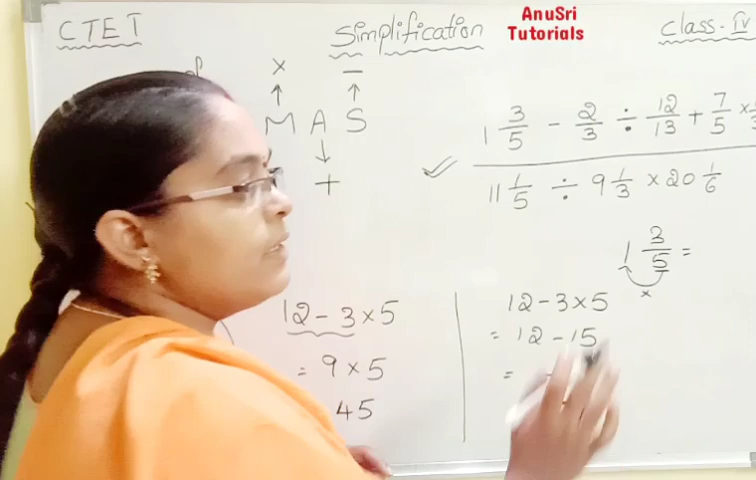 CTET
Simplification
AnuSri
Tutorials
Class-IV
× −
M A S
+
1 3/5 − 2/3 ÷ 12/13 + 7/5 ×
11 1/5 ÷ 9 1/3 × 20 1/6
1 3/5 =
×
12 − 3 × 5
= 9 × 5
45
12 − 3 × 5
= 12 − 15
=